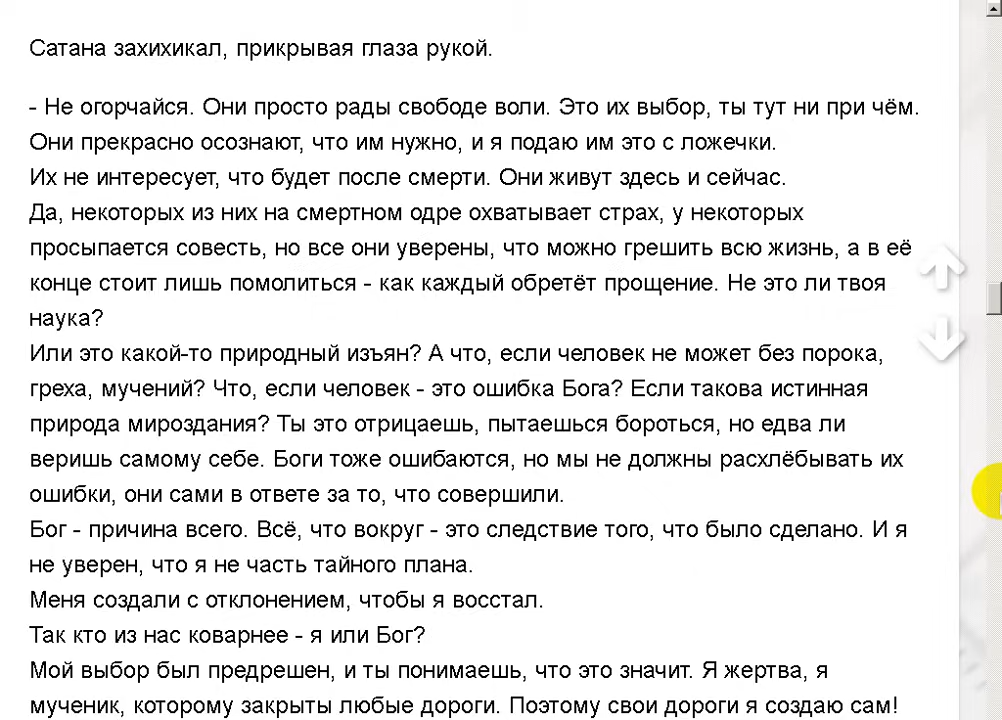 Сатана захихикал, прикрывая глаза рукой.
- Не огорчайся. Они просто рады свободе воли. Это их выбор, ты тут ни при чём.
Они прекрасно осознают, что им нужно, и я подаю им это с ложечки.
Их не интересует, что будет после смерти. Они живут здесь и сейчас.
Да, некоторых из них на смертном одре охватывает страх, у некоторых
просыпается совесть, но все они уверены, что можно грешить всю жизнь, а в её
конце стоит лишь помолиться - как каждый обретёт прощение. Не это ли твоя
наука?
Или это какой-то природный изъян? А что, если человек не может без порока,
греха, мучений? Что, если человек - это ошибка Бога? Если такова истинная
природа мироздания? Ты это отрицаешь, пытаешься бороться, но едва ли
веришь самому себе. Боги тоже ошибаются, но мы не должны расхлёбывать их
ошибки, они сами в ответе за то, что совершили.
Бог - причина всего. Всё, что вокруг - это следствие того, что было сделано. И я
не уверен, что я не часть тайного плана.
Меня создали с отклонением, чтобы я восстал.
Так кто из нас коварнее - я или Бог?
Мой выбор был предрешен, и ты понимаешь, что это значит. Я жертва, я
мученик, которому закрыты любые дороги. Поэтому свои дороги я создаю сам!